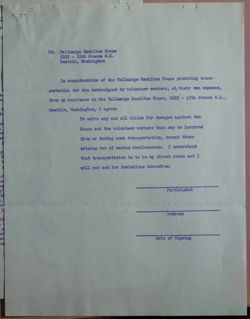 To: Tallmadge Hamilton House
5225 - 15th Avenue N.E.
Seattle, Washington
In consideration of the Tallmadge Hamilton House providing trans-
portation for the undersigned by volunteer workers, at their own expense,
from my residence to the Tallmadge Hamilton House, 5225 - 15th Avenue N.E.,
Seattle, Washington, I agree:
To waive any and all claims for damages against the
House and the volunteer workers that may be incurred
from or during such transportation, except those
arising out of wanton recklessness. I understand
that transportation is to be by direct route and I
will not ask for deviations therefrom.
Participant
Address
Date of Signing